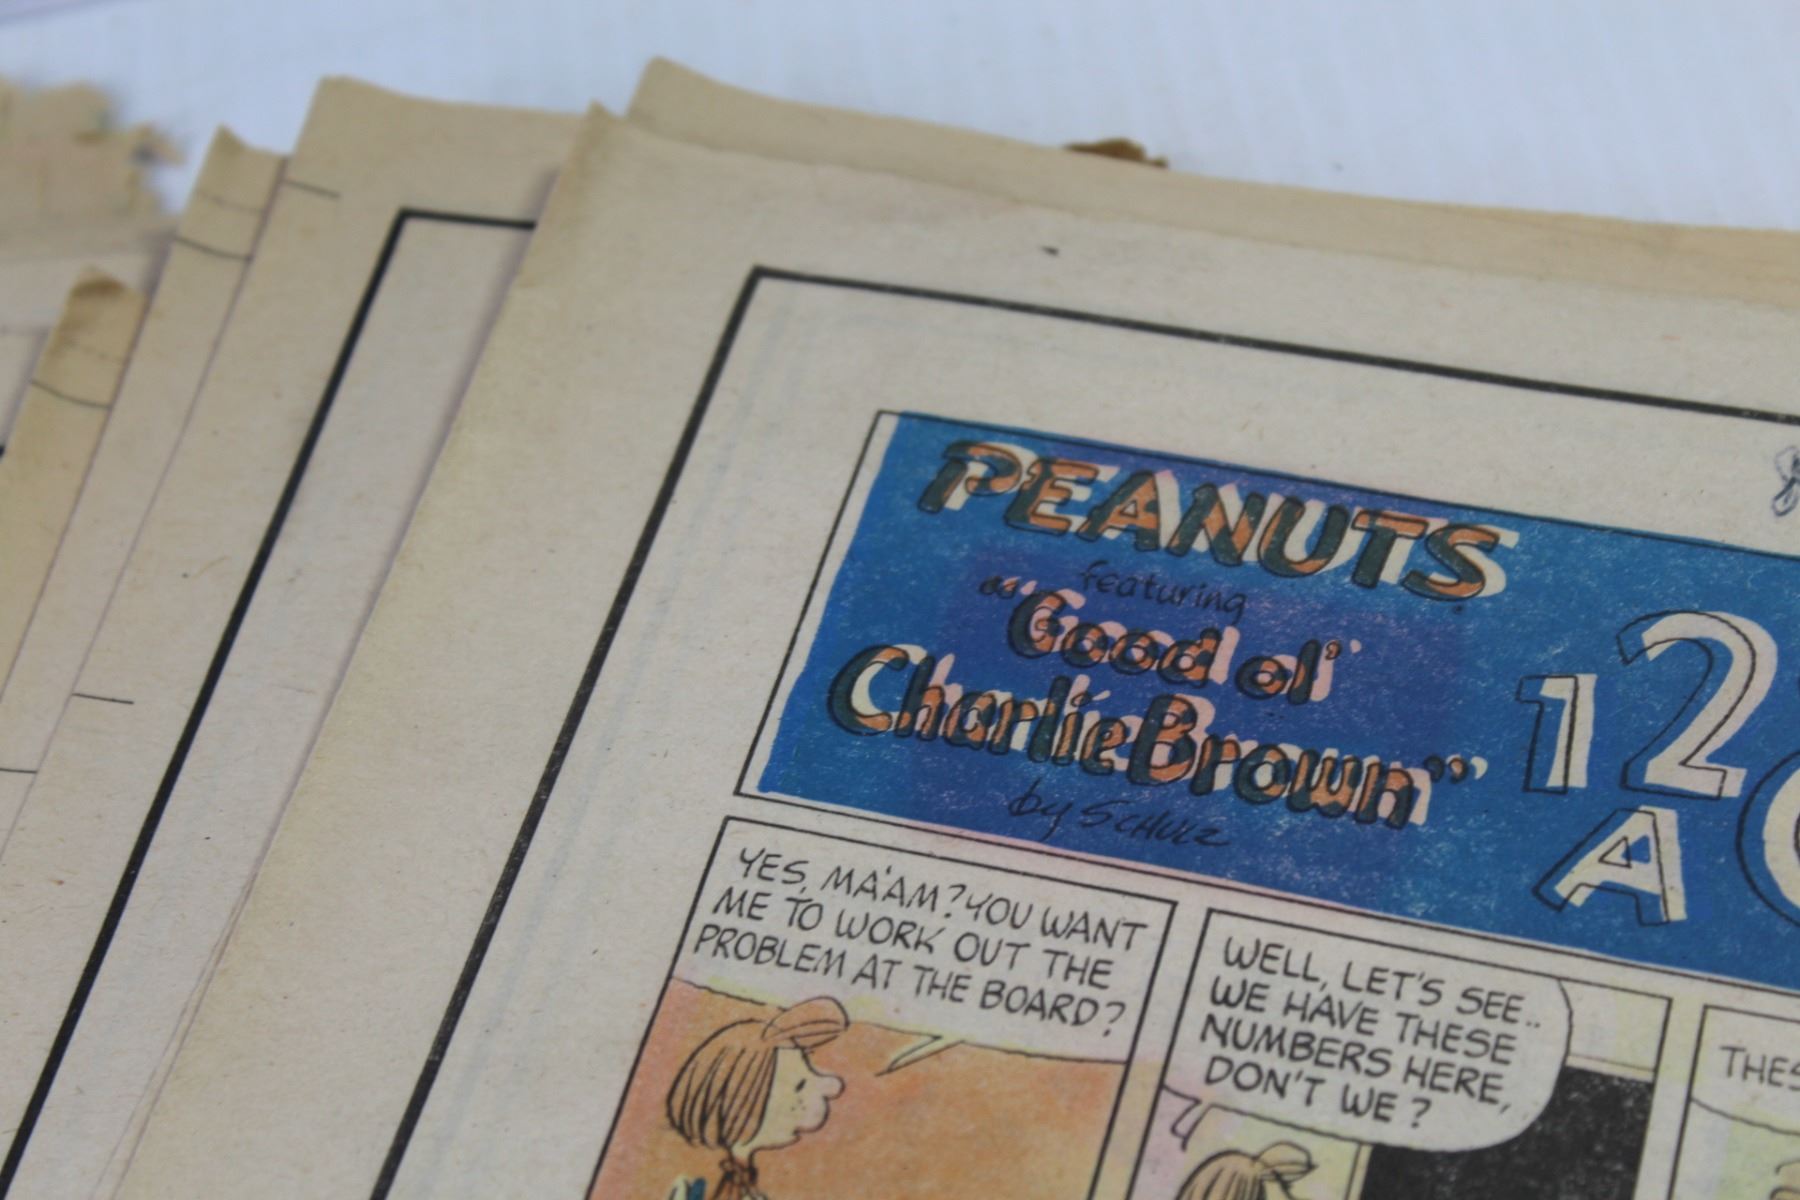 PEANUTS
featuring
"Good ol'
Charlie Brown"
by SCHULZ
12
A
YES, MA'AM? YOU WANT
ME TO WORK OUT THE
PROBLEM AT THE BOARD?
WELL, LET'S SEE..
WE HAVE THESE
NUMBERS HERE,
DON'T WE?